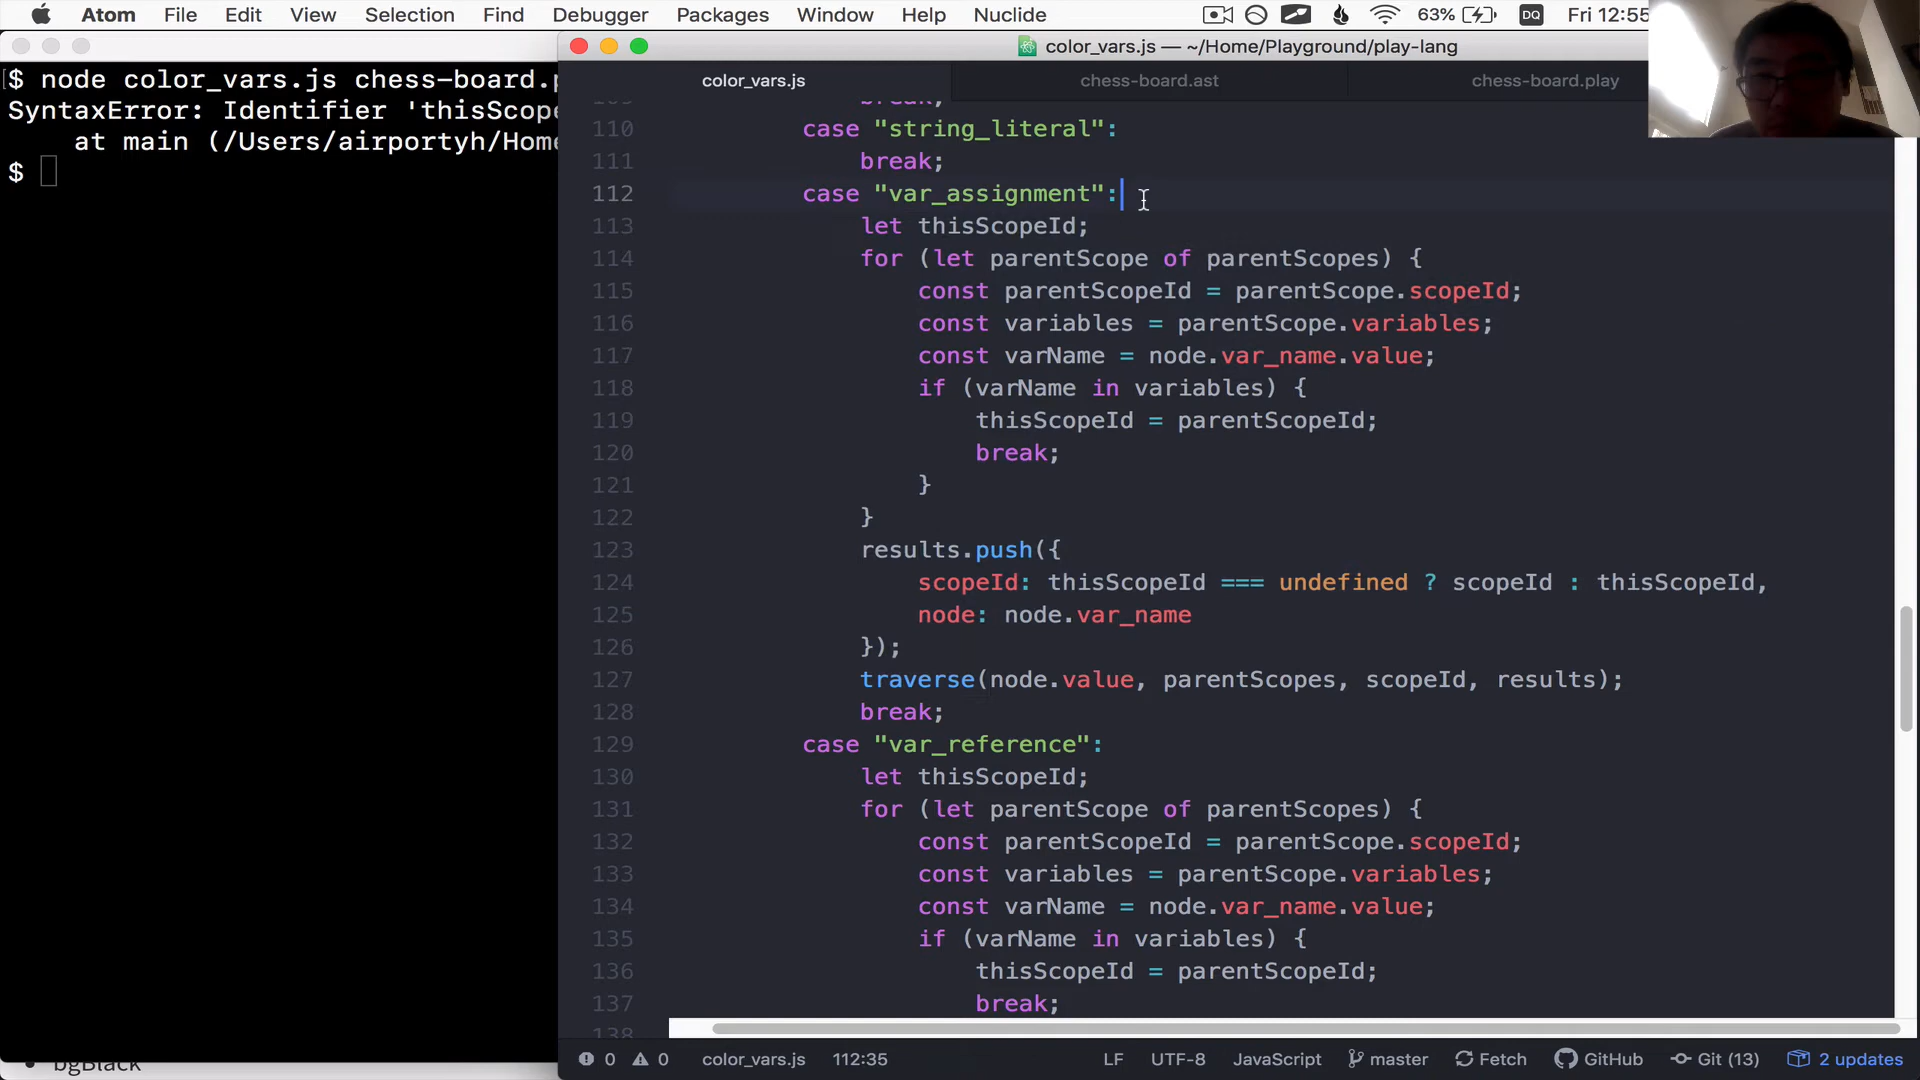 Atom File Edit View Selection Find Debugger Packages Window Help Nuclide 63% DQ Fri 12:55
color_vars.js — ~/Home/Playground/play-lang
$ node color_vars.js chess-board.p
SyntaxError: Identifier 'thisScope
at main (/Users/airportyh/Home
$
color_vars.js chess-board.ast chess-board.play
109 break;
110 case "string_literal":
111 break;
112 case "var_assignment":
113 let thisScopeId;
114 for (let parentScope of parentScopes) {
115 const parentScopeId = parentScope.scopeId;
116 const variables = parentScope.variables;
117 const varName = node.var_name.value;
118 if (varName in variables) {
119 thisScopeId = parentScopeId;
120 break;
121 }
122 }
123 results.push({
124 scopeId: thisScopeId === undefined ? scopeId : thisScopeId,
125 node: node.var_name
126 });
127 traverse(node.value, parentScopes, scopeId, results);
128 break;
129 case "var_reference":
130 let thisScopeId;
131 for (let parentScope of parentScopes) {
132 const parentScopeId = parentScope.scopeId;
133 const variables = parentScope.variables;
134 const varName = node.var_name.value;
135 if (varName in variables) {
136 thisScopeId = parentScopeId;
137 break;
138
bgBlack
0 0 color_vars.js 112:35 LF UTF-8 JavaScript master Fetch GitHub Git (13) 2 updates